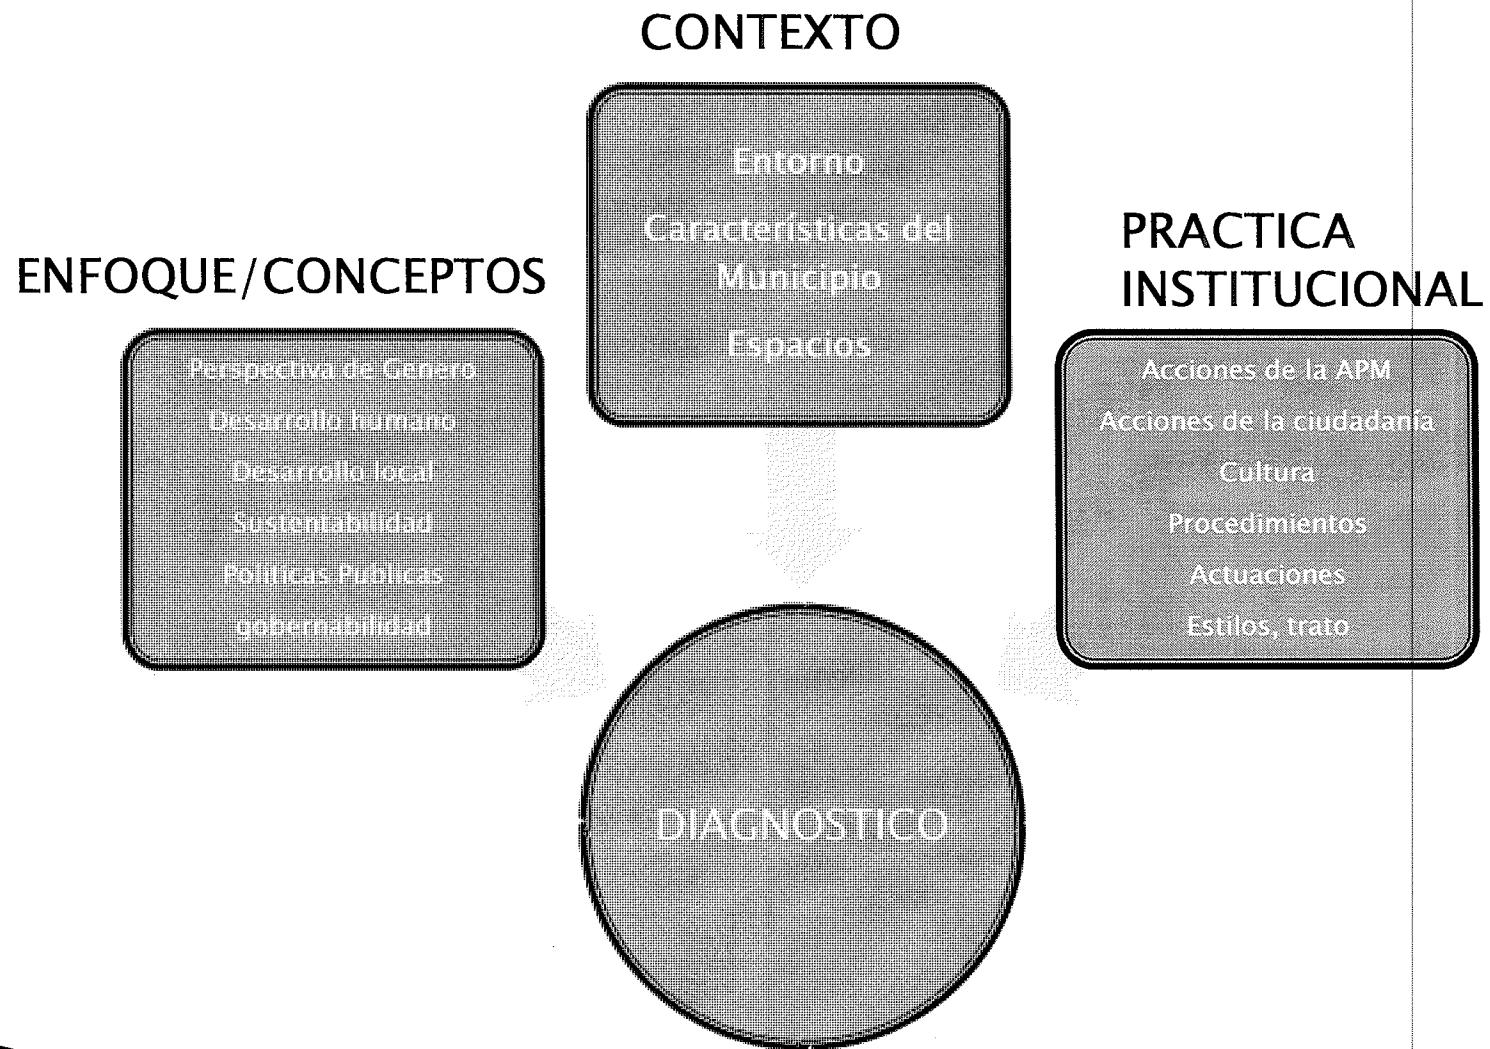 CONTEXTO
Entorno
Características del
Municipio
Espacios
ENFOQUE/CONCEPTOS
Perspectiva de Genero
Desarrollo humano
Desarrollo local
Sustentabilidad
Politicas Publicas
gobernabilidad
PRACTICA
INSTITUCIONAL
Acciones de la APM
Acciones de la ciudadanía
Cultura
Procedimientos
Actuaciones
Estilos, trato
DIAGNOSTICO